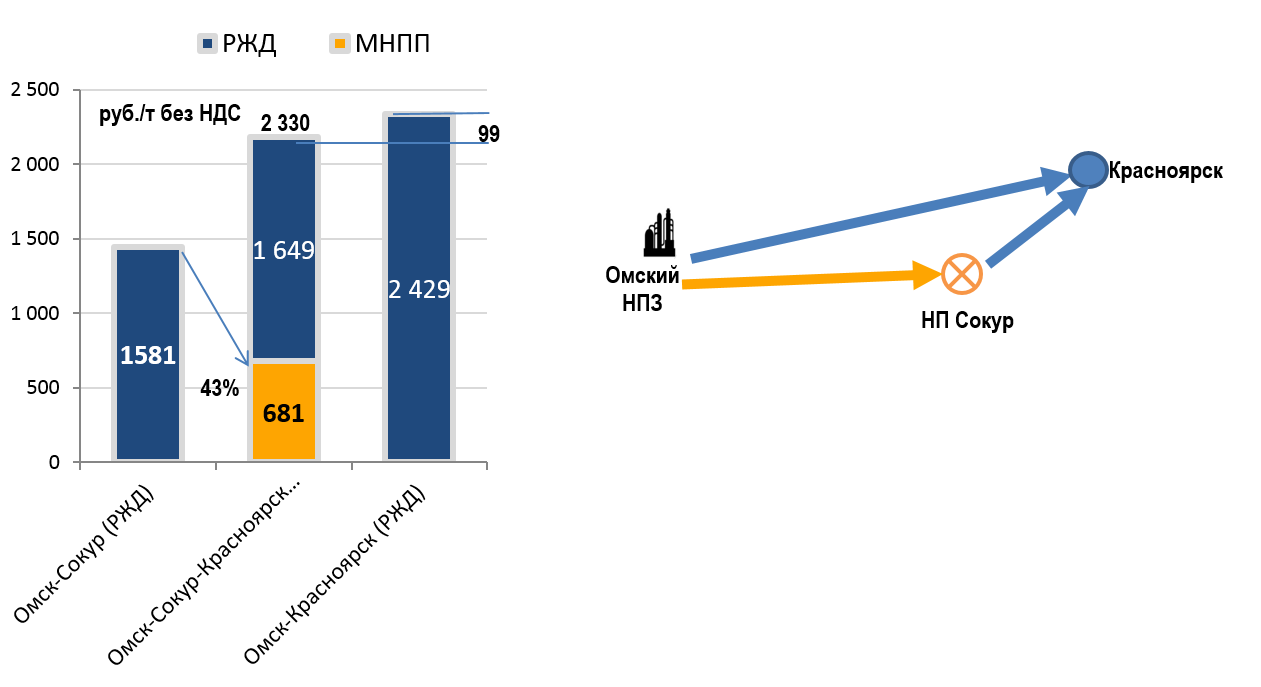 РЖД
МНПП
2 500
2 000
1 500
1 000
500
0
руб./т без НДС
2 330
99
1 649
2 429
1581
43%
681
Омск-Сокур (РЖД)
Омск-Сокур-Красноярск...
Омск-Красноярск (РЖД)
Красноярск
Омский
НПЗ
НП Сокур